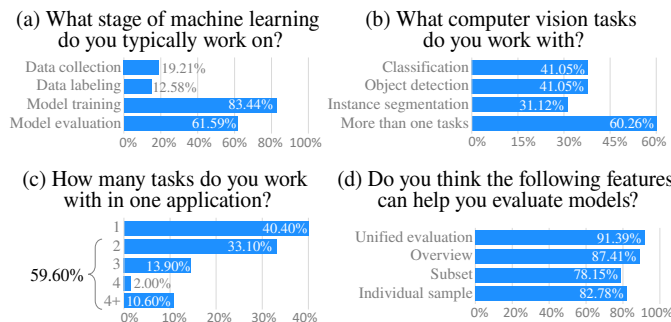 (a) What stage of machine learning
do you typically work on?
Data collection 19.21%
Data labeling 12.58%
Model training 83.44%
Model evaluation 61.59%
0% 20% 40% 60% 80% 100%
(b) What computer vision tasks
do you work with?
Classification 41.05%
Object detection 41.05%
Instance segmentation 31.12%
More than one tasks 60.26%
0% 15% 30% 45% 60%
(c) How many tasks do you work
with in one application?
1 40.40%
2 33.10%
3 13.90%
4 2.00%
4+ 10.60%
59.60%
0% 10% 20% 30% 40%
(d) Do you think the following features
can help you evaluate models?
Unified evaluation 91.39%
Overview 87.41%
Subset 78.15%
Individual sample 82.78%
0% 20% 40% 60% 80% 100%